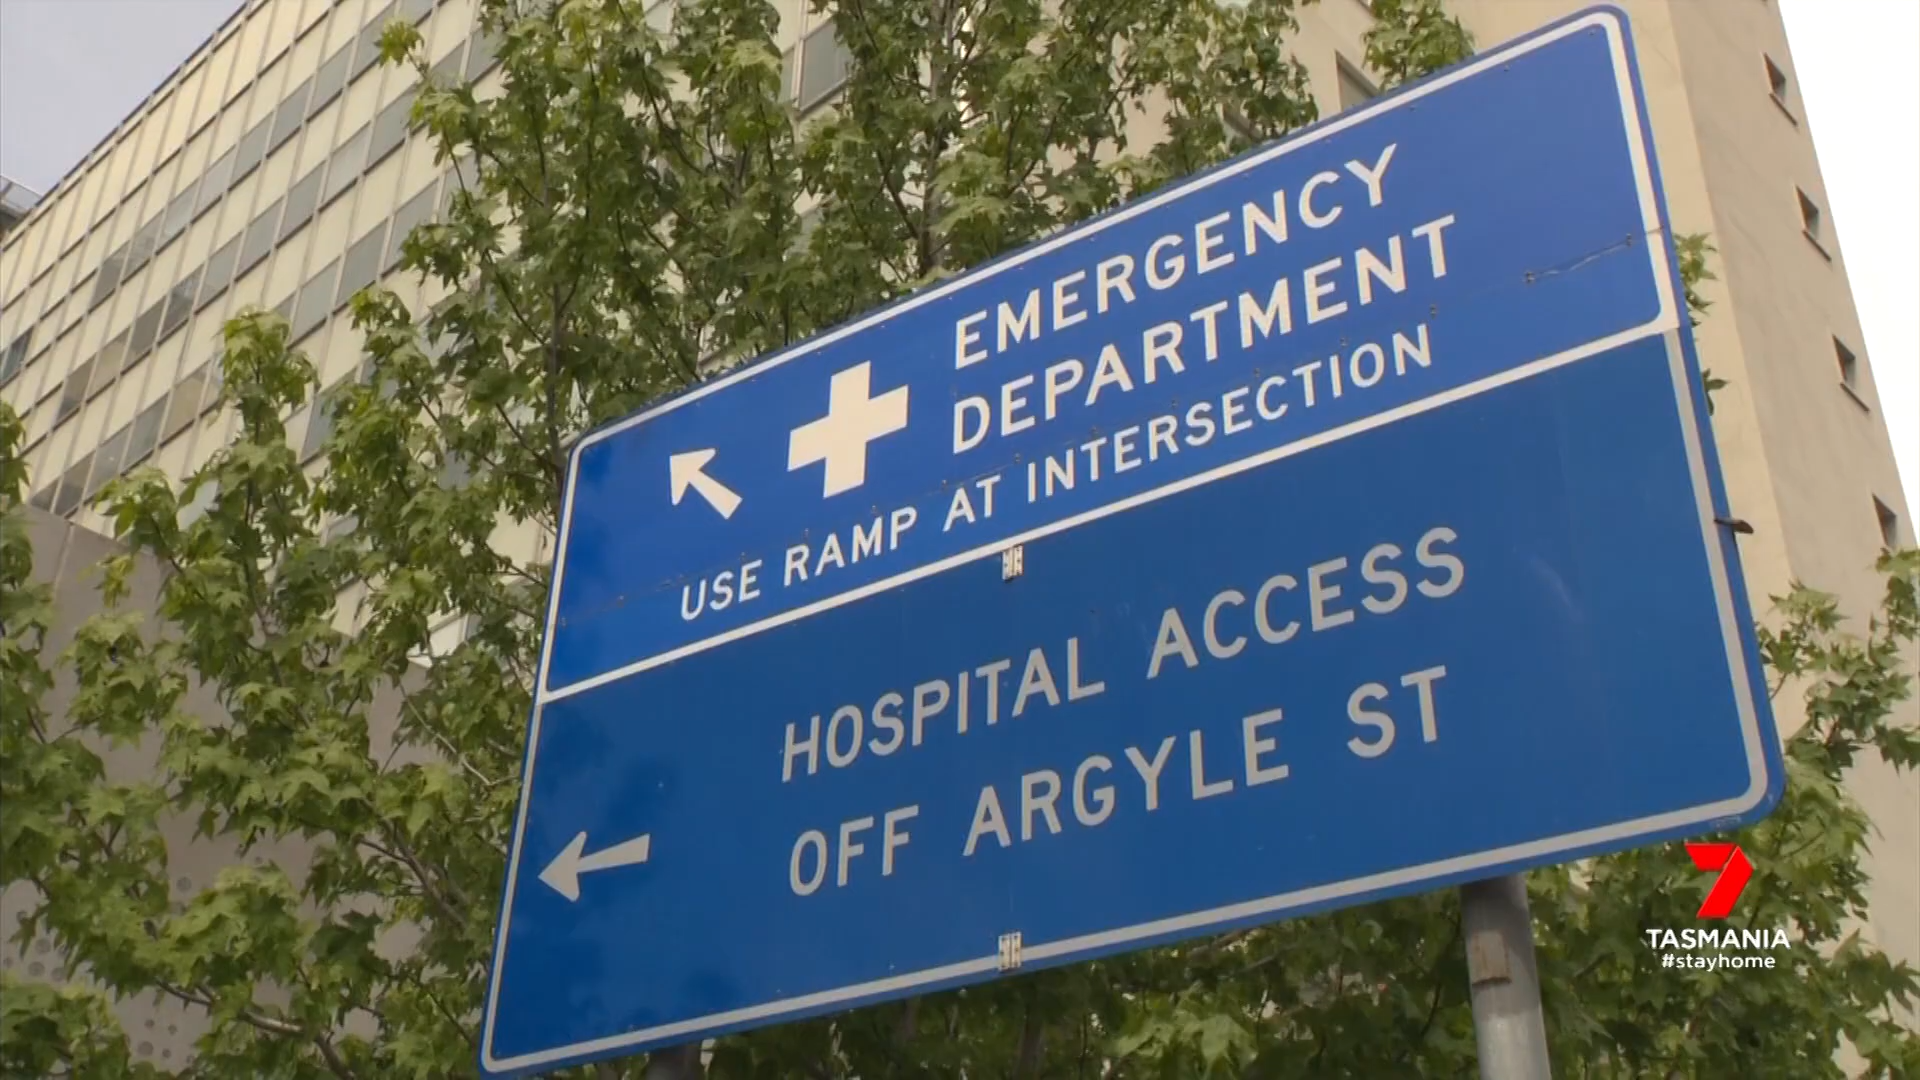 EMERGENCY
DEPARTMENT
USE RAMP AT INTERSECTION
HOSPITAL ACCESS
OFF ARGYLE ST
7
TASMANIA
#stayhome